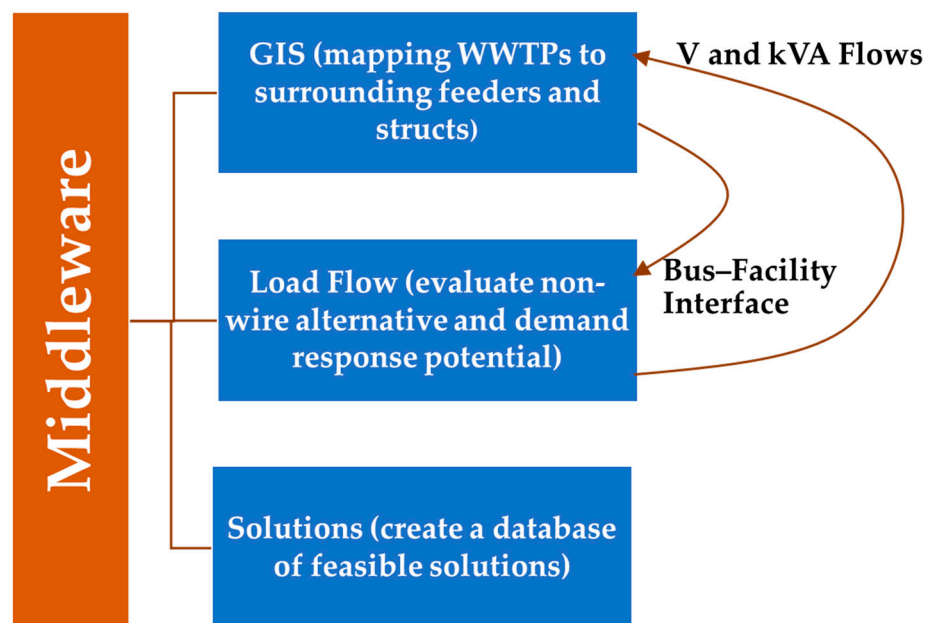 Middleware
GIS (mapping WWTPs to
surrounding feeders and
structs)
V and kVA Flows
Load Flow (evaluate non-
wire alternative and demand
response potential)
Bus–Facility
Interface
Solutions (create a database
of feasible solutions)